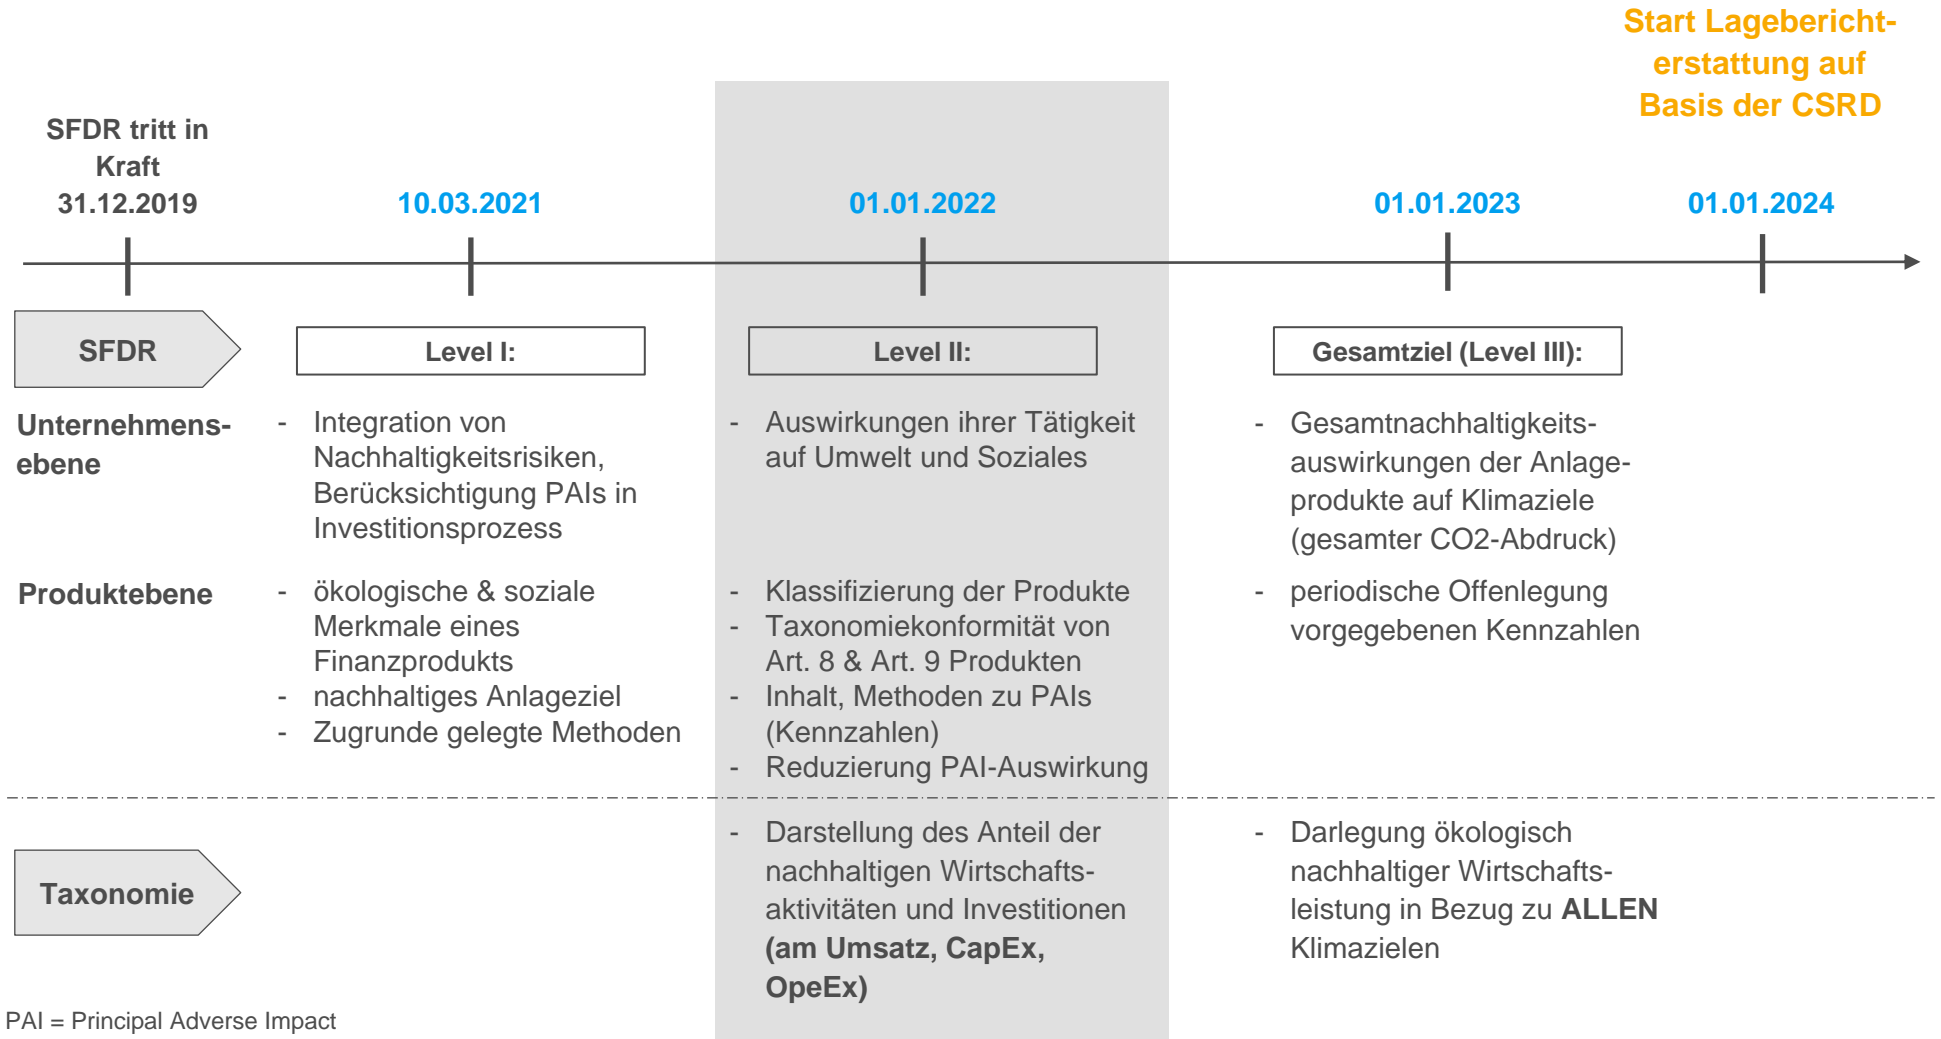 Start Lagebericht-
erstattung auf
Basis der CSRD
SFDR tritt in
Kraft
31.12.2019
10.03.2021
01.01.2022
01.01.2023
01.01.2024
SFDR
Level I:
Level II:
Gesamtziel (Level III):
Unternehmens-
ebene
- Integration von
Nachhaltigkeitsrisiken,
Berücksichtigung PAIs in
Investitionsprozess
- Auswirkungen ihrer Tätigkeit
auf Umwelt und Soziales
- Gesamtnachhaltigkeits-
auswirkungen der Anlage-
produkte auf Klimaziele
(gesamter CO2-Abdruck)
Produktebene
- ökologische & soziale
Merkmale eines
Finanzprodukts
- nachhaltiges Anlageziel
- Zugrunde gelegte Methoden
- Klassifizierung der Produkte
- Taxonomiekonformität von
Art. 8 & Art. 9 Produkten
- Inhalt, Methoden zu PAIs
(Kennzahlen)
- Reduzierung PAI-Auswirkung
- periodische Offenlegung
vorgegebenen Kennzahlen
Taxonomie
- Darstellung des Anteil der
nachhaltigen Wirtschafts-
aktivitäten und Investitionen
(am Umsatz, CapEx,
OpeEx)
- Darlegung ökologisch
nachhaltiger Wirtschafts-
leistung in Bezug zu ALLEN
Klimazielen
PAI = Principal Adverse Impact